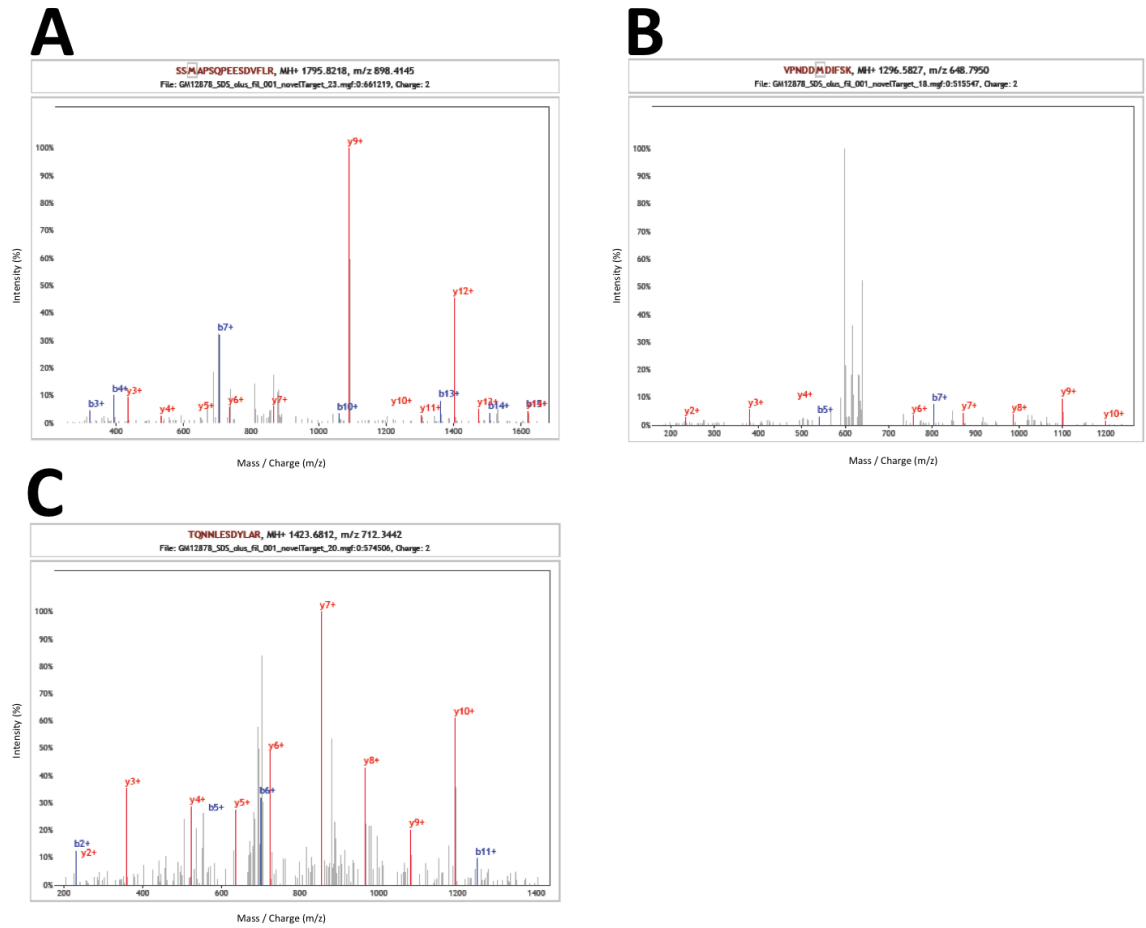 A
SSMAPSQPEESDVFLR, MH+ 1795.8218, m/z 898.4145
File: GM12878_SDS_olus_fil_001_novelTarget_23.mgf:0:661219, Charge: 2
Intensity (%)
100%
90%
80%
70%
60%
50%
40%
30%
20%
10%
0%
b3+
b4+
y3+
y4+
y5+
b7+
y6+
y7+
b10+
y9+
y10+
y11+
b13+
y12+
b14+
400
600
800
1000
1200
1400
1600
Mass / Charge (m/z)
B
VPNDDMDIFSK, MH+ 1296.5827, m/z 648.7950
File: GM12878_SDS_olus_fil_001_novelTarget_18.mgf:0:515547, Charge: 2
Intensity (%)
100%
90%
80%
70%
60%
50%
40%
30%
20%
10%
0%
y2+
y3+
y4+
b5+
y6+
b7+
y7+
y8+
y9+
y10+
200
300
400
500
600
700
800
900
1000
1100
1200
Mass / Charge (m/z)
C
TQNNLESDYLAR, MH+ 1423.6812, m/z 712.3442
File: GM12878_SDS_olus_fil_001_novelTarget_20.mgf:0:574506, Charge: 2
Intensity (%)
100%
90%
80%
70%
60%
50%
40%
30%
20%
10%
0%
b2+
y2+
y3+
y4+
b5+
y5+
b6+
y6+
y7+
y8+
y9+
y10+
b11+
200
400
600
800
1000
1200
1400
Mass / Charge (m/z)